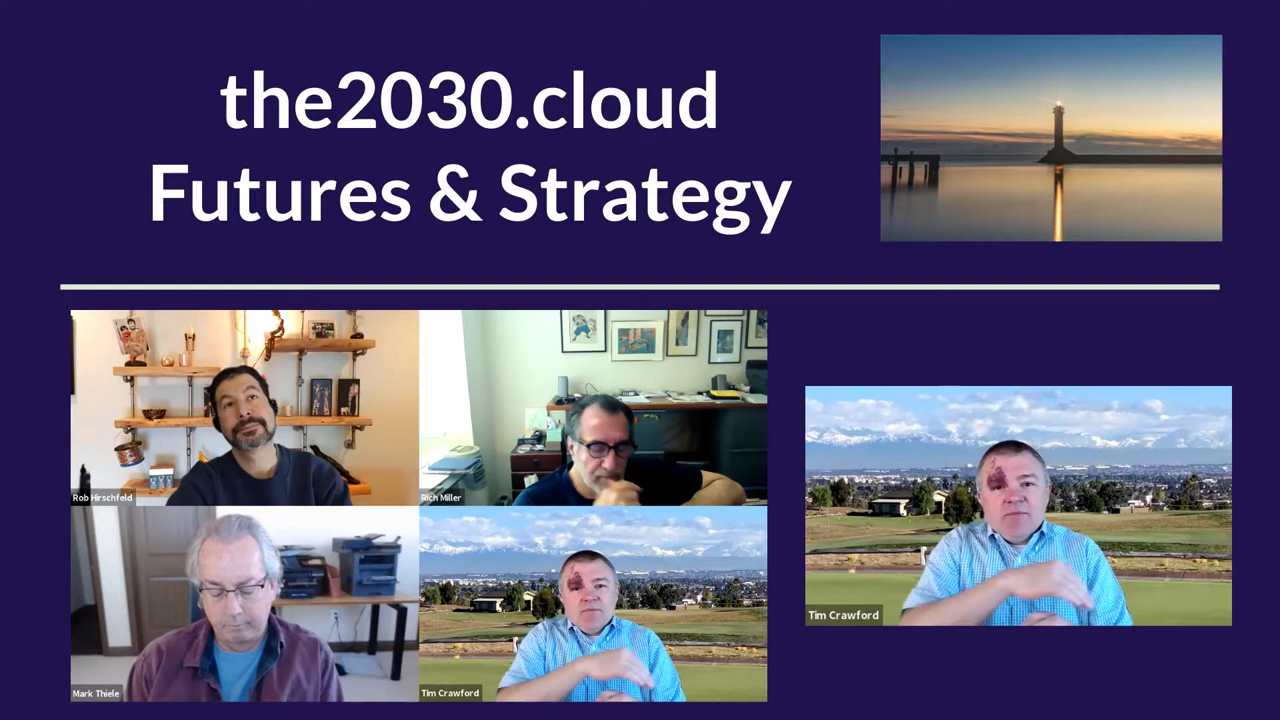 the2030.cloud
Futures & Strategy
Rob Hirschfeld
Rich Miller
Mark Thiele
Tim Crawford
Tim Crawford